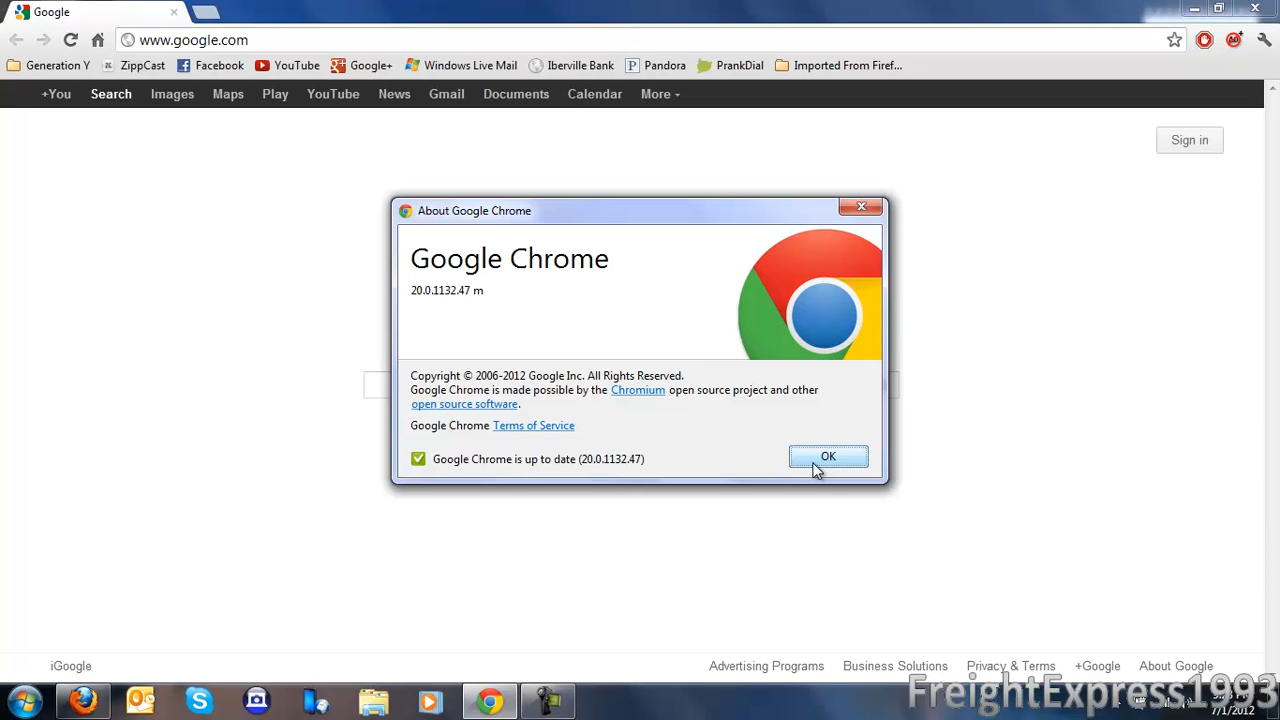 Google
www.google.com
Generation Y ZippCast Facebook YouTube Google+ Windows Live Mail Iberville Bank Pandora PrankDial Imported From Firef...
+You Search Images Maps Play YouTube News Gmail Documents Calendar More
Sign in
About Google Chrome
Google Chrome
20.0.1132.47 m
Copyright © 2006-2012 Google Inc. All Rights Reserved.
Google Chrome is made possible by the Chromium open source project and other
open source software.
Google Chrome Terms of Service
Google Chrome is up to date (20.0.1132.47)
OK
iGoogle Advertising Programs Business Solutions Privacy & Terms +Google About Google
FreightExpress1993
7/1/2012